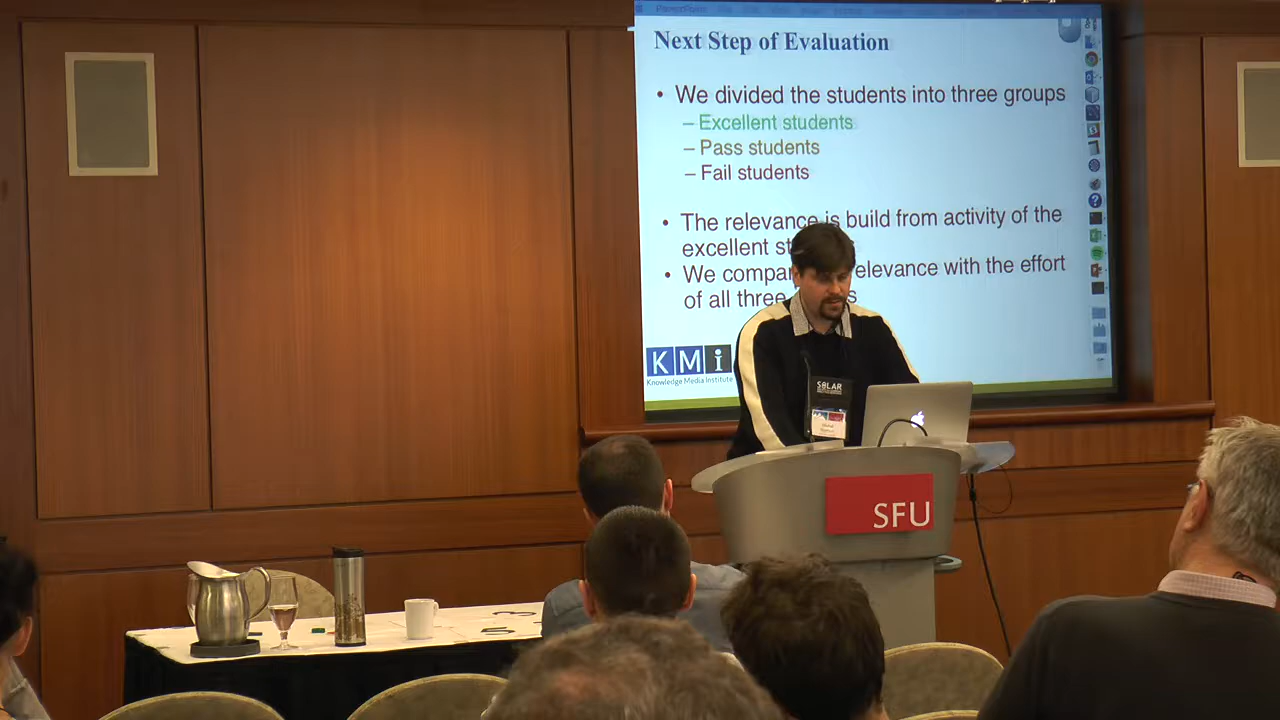 Next Step of Evaluation
• We divided the students into three groups
– Excellent students
– Pass students
– Fail students
• The relevance is build from activity of the
excellent st
• We compa elevance with the effort
of all three s
KMi
Knowledge Media Institute
SOLAR
SFU